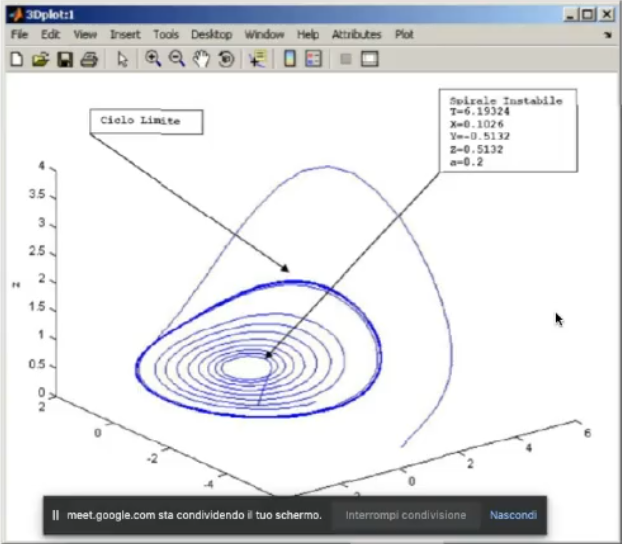 3Dplot:1
File Edit View Insert Tools Desktop Window Help Attributes Plot
Ciclo Limite
Spirale Instabile
T=6.19324
X=0.1026
Y=-0.5132
Z=0.5132
a=0.2
4
3.5
3
2.5
2
1.5
1
0.5
0
z
2
0
-2
-4
-2
0
2
4
6
meet.google.com sta condividendo il tuo schermo. Interrompi condivisione Nascondi